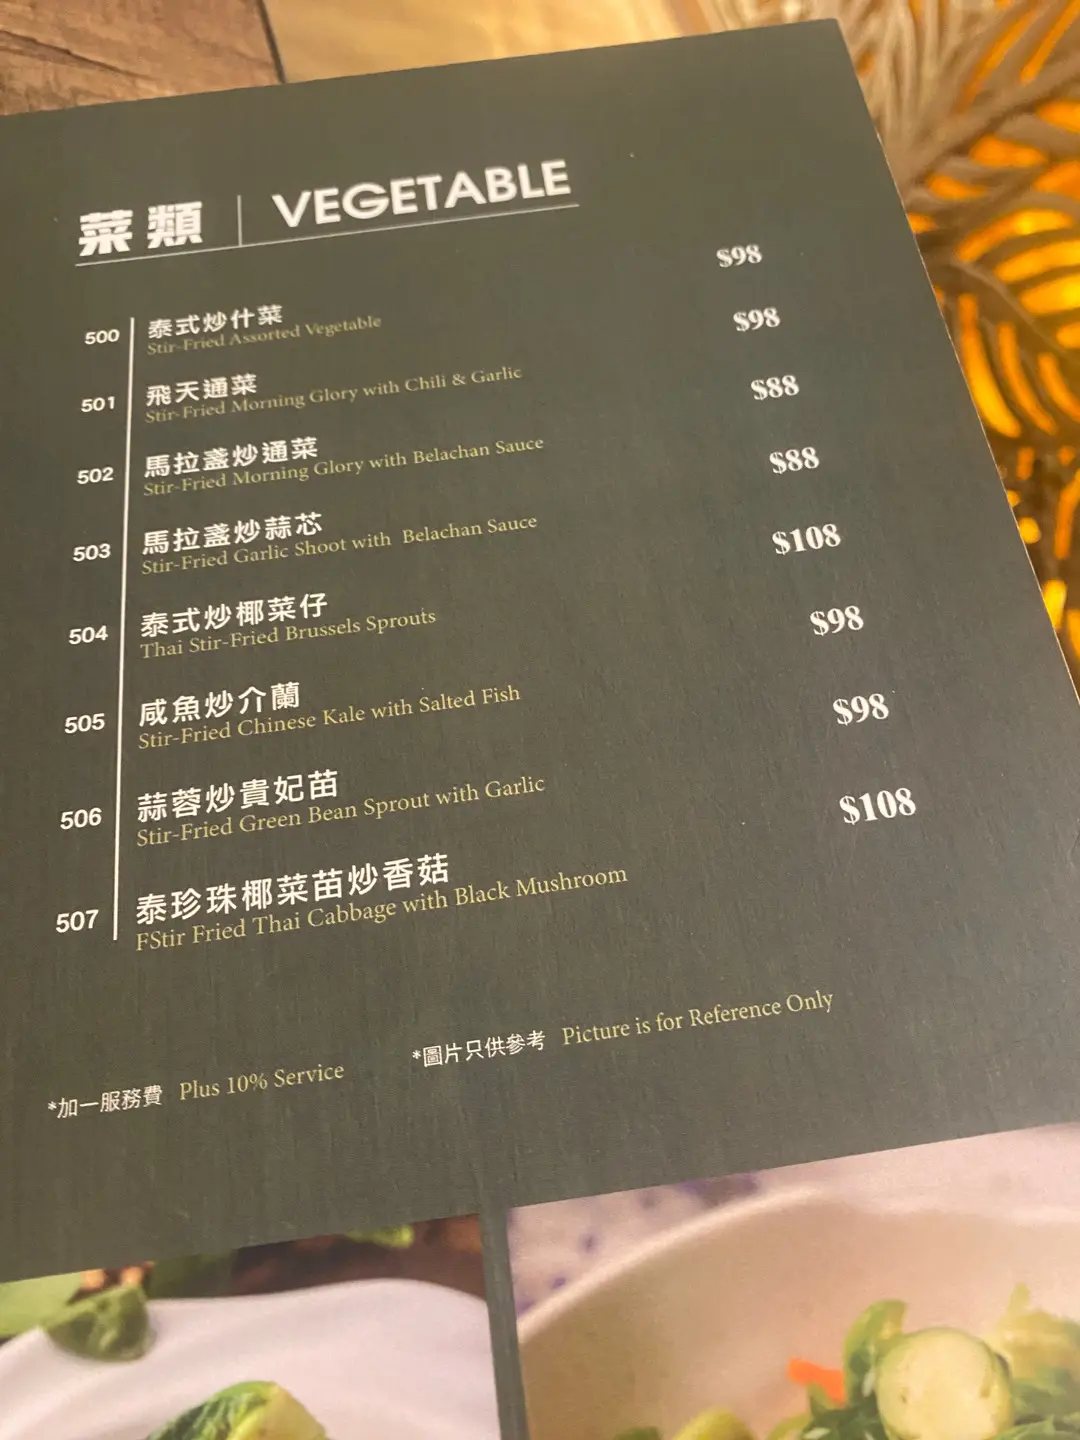 菜類 | VEGETABLE
500 泰式炒什菜 $98
Stir-Fried Assorted Vegetable
501 飛天通菜 $98
Stir-Fried Morning Glory with Chili & Garlic
502 馬拉盞炒通菜 $88
Stir-Fried Morning Glory with Belachan Sauce
503 馬拉盞炒蒜芯 $88
Stir-Fried Garlic Shoot with Belachan Sauce
504 泰式炒椰菜仔 $108
Thai Stir-Fried Brussels Sprouts
505 咸魚炒介蘭 $98
Stir-Fried Chinese Kale with Salted Fish
506 蒜蓉炒貴妃苗 $98
Stir-Fried Green Bean Sprout with Garlic
507 泰珍珠椰菜苗炒香菇 $108
FStir Fried Thai Cabbage with Black Mushroom
*加一服務費 Plus 10% Service
*圖片只供參考 Picture is for Reference Only